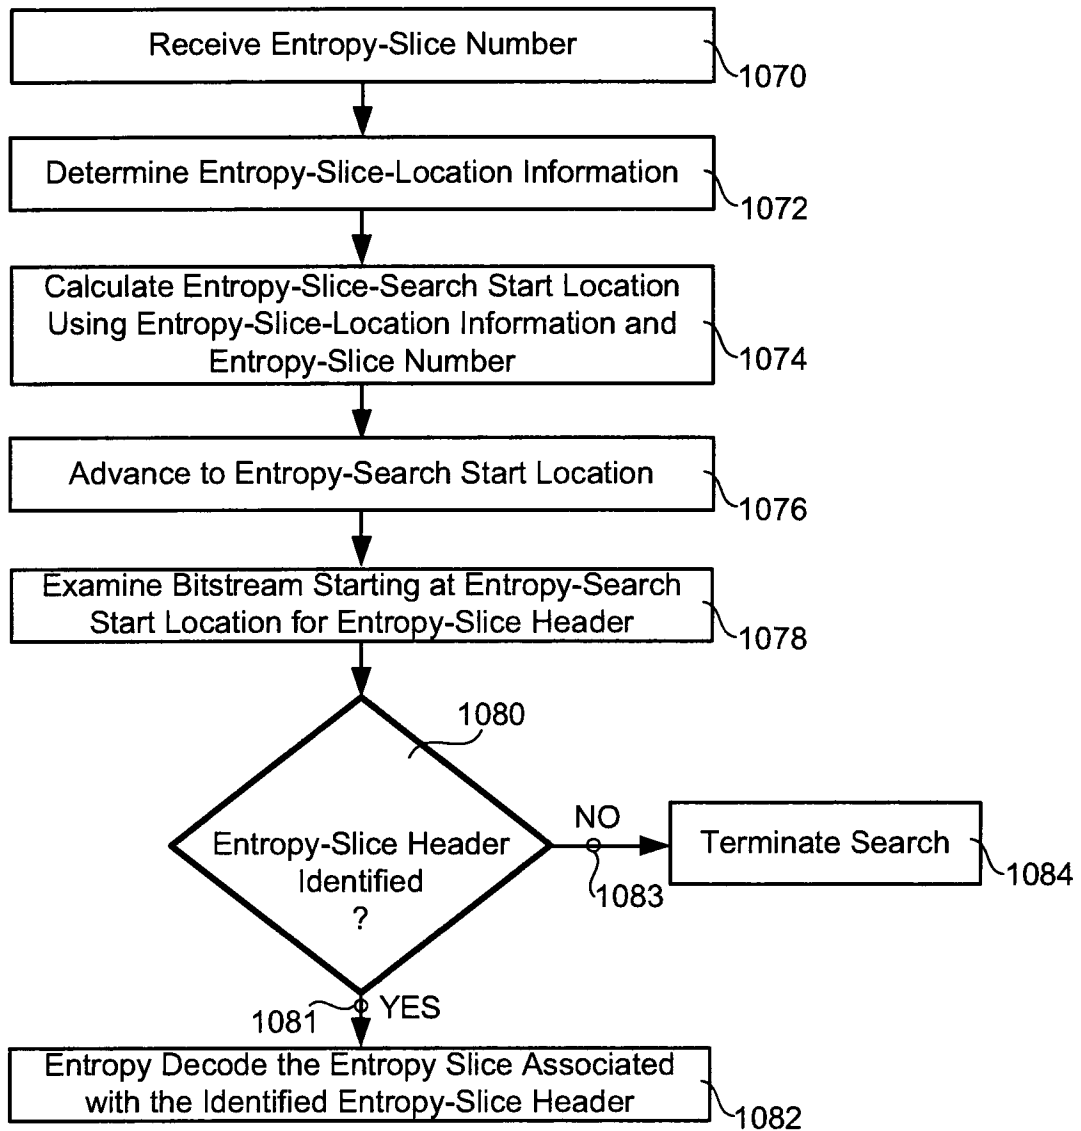 Receive Entropy-Slice Number
1070
Determine Entropy-Slice-Location Information
1072
Calculate Entropy-Slice-Search Start Location
Using Entropy-Slice-Location Information and
Entropy-Slice Number
1074
Advance to Entropy-Search Start Location
1076
Examine Bitstream Starting at Entropy-Search
Start Location for Entropy-Slice Header
1078
1080
Entropy-Slice Header
Identified
?
NO
1083
Terminate Search
1084
1081
YES
Entropy Decode the Entropy Slice Associated
with the Identified Entropy-Slice Header
1082